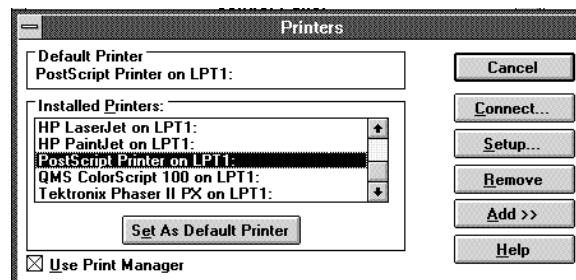 Printers
Default Printer
PostScript Printer on LPT1:
Installed Printers:
HP LaserJet on LPT1:
HP PaintJet on LPT1:
PostScript Printer on LPT1:
QMS ColorScript 100 on LPT1:
Tektronix Phaser II PX on LPT1:
Set As Default Printer
Use Print Manager
Cancel
Connect...
Setup...
Remove
Add >>
Help